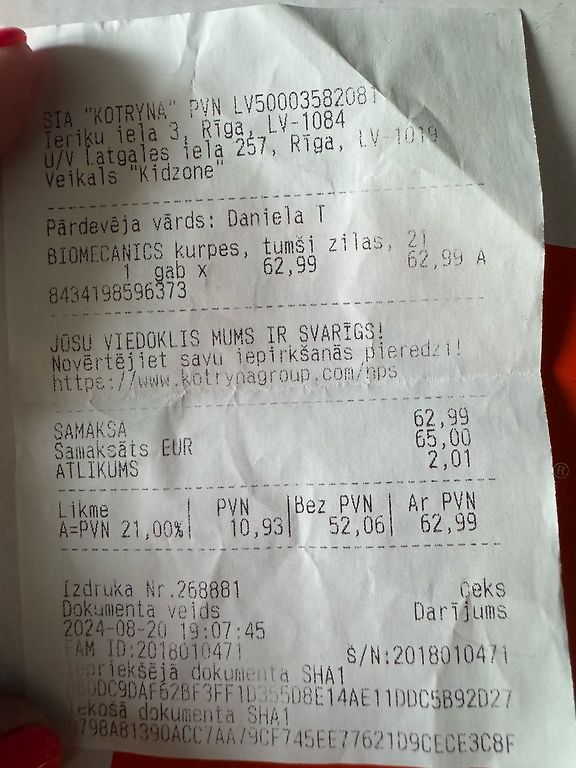 SIA "KOTRYNA" PVN LV50003582081
Ieriķu iela 3, Rīga, LV-1084
U/V Latgales iela 257, Rīga, LV-1019
Veikals "Kidzone"
Pārdevēja vārds: Daniela T
BIOMECANICS kurpes, tumši zilas, 21
1 gab x 62,99 62,99 A
8434198596373
JŪSU VIEDOKLIS MUMS IR SVARĪGS!
Novērtējiet savu iepirkšanās pieredzi!
https://www.kotrynagroup.com/nps
SAMAKSA 62,99
Samaksāts EUR 65,00
ATLIKUMS 2,01
Likme PVN Bez PVN Ar PVN
A=PVN 21,00% 10,93 52,06 62,99
Izdruka Nr.268881 Čeks
Dokumenta veids Darījums
2024-08-20 19:07:45
FAM ID:2018010471 S/N:2018010471
Iepriekšējā dokumenta SHA1
8B0DC9DAF62BF3FF1D355D8E14AE11DDC5B92D27
Tekošā dokumenta SHA1
D798A81390ACC7AA79CF745EE77621D9CECE3C8F
®